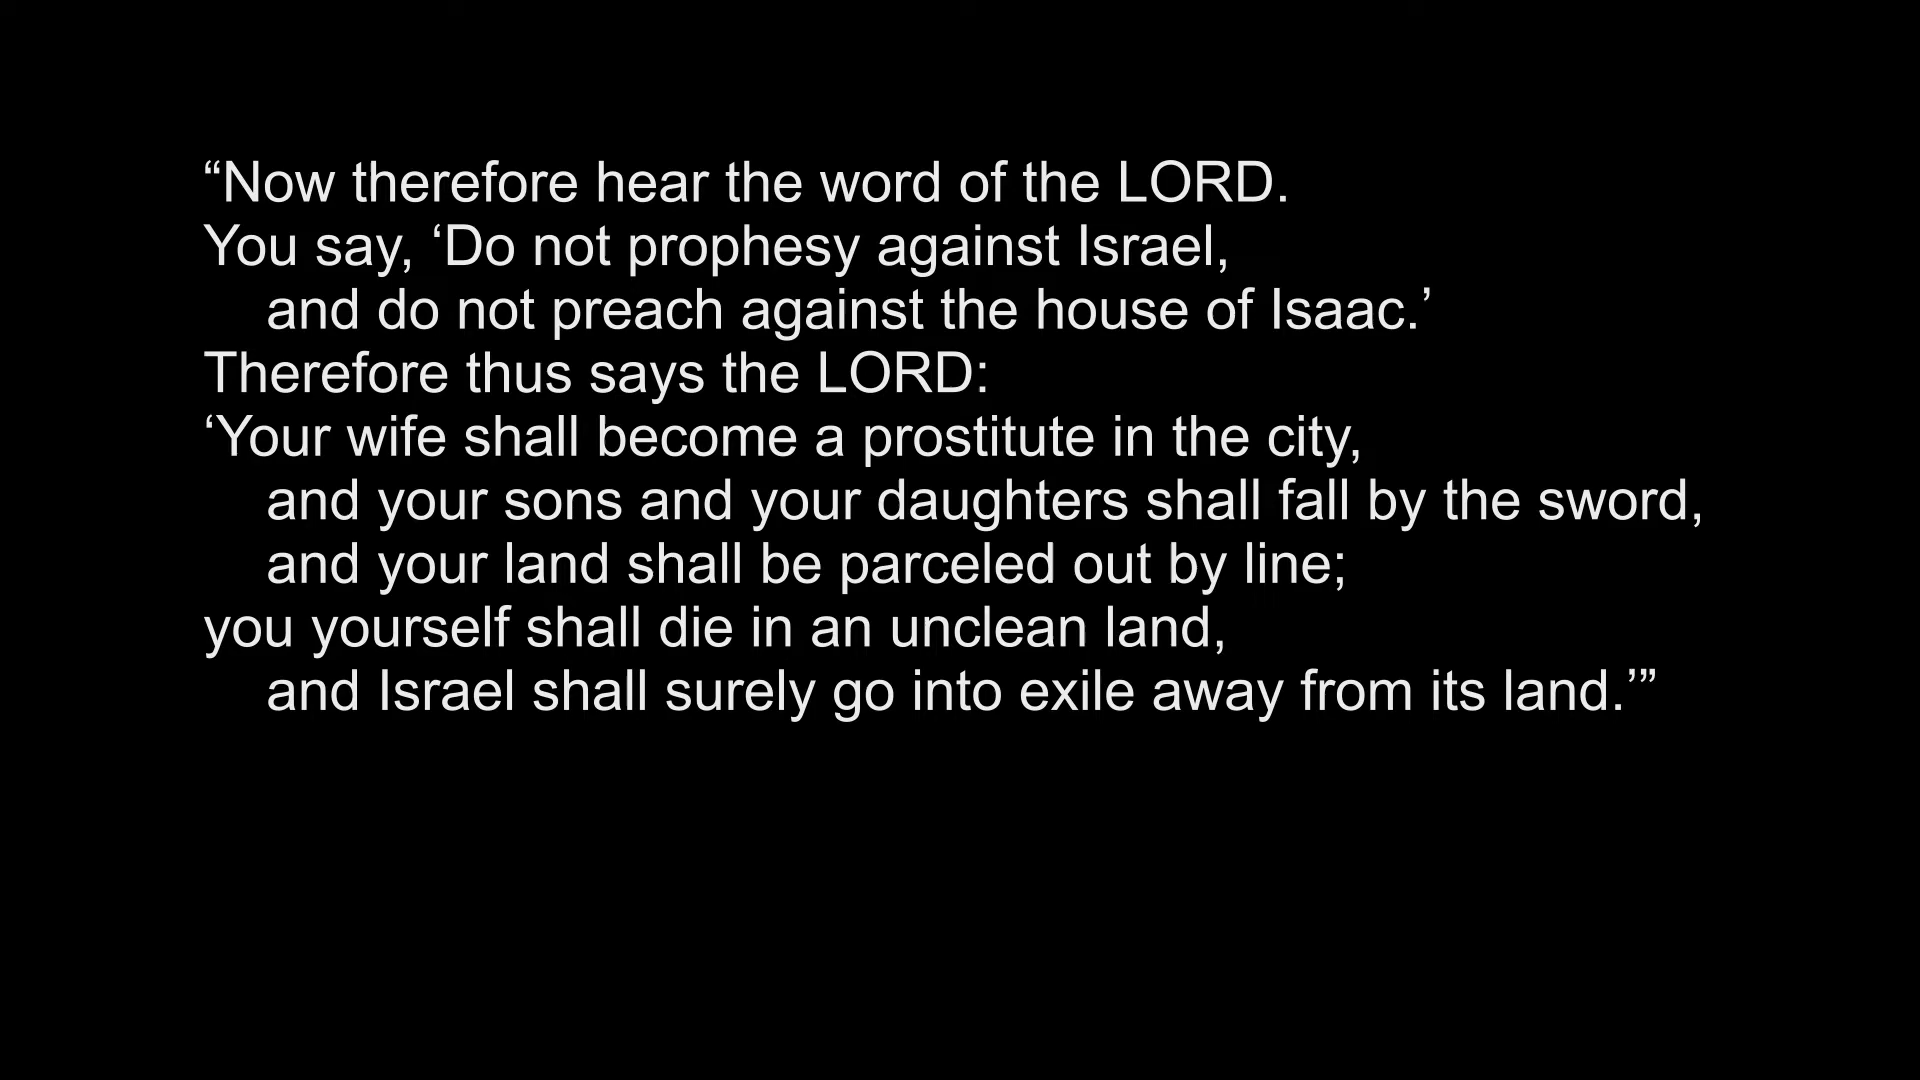 “Now therefore hear the word of the LORD.
You say, ‘Do not prophesy against Israel,
and do not preach against the house of Isaac.’
Therefore thus says the LORD:
‘Your wife shall become a prostitute in the city,
and your sons and your daughters shall fall by the sword,
and your land shall be parceled out by line;
you yourself shall die in an unclean land,
and Israel shall surely go into exile away from its land.’”